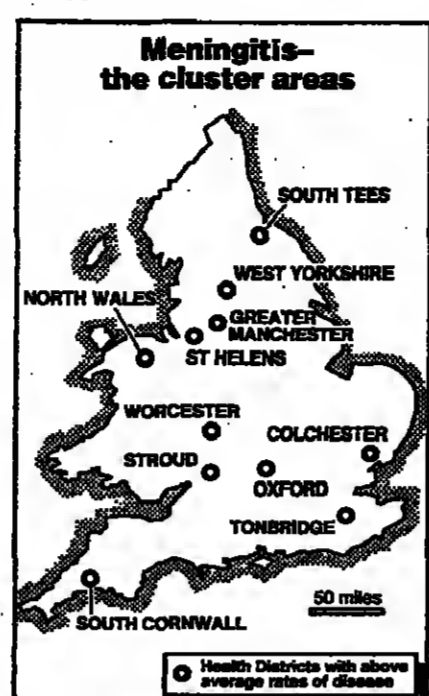 Meningitis–
the cluster areas
SOUTH TEES
WEST YORKSHIRE
NORTH WALES
GREATER
MANCHESTER
ST HELENS
WORCESTER
COLCHESTER
STROUD
OXFORD
TONBRIDGE
50 miles
SOUTH CORNWALL
Health Districts with above
average rates of disease